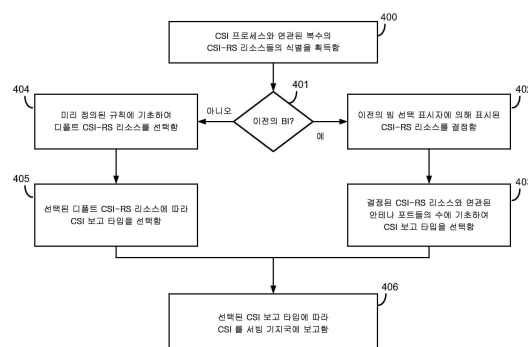 400
CSI 프로세스와 연관된 복수의
CSI-RS 리소스들의 식별을 획득함
404
미리 정의된 규칙에 기초하여
디폴트 CSI-RS 리소스를 선택함
아니오
401
이전의 BI?
예
402
이전의 빔 선택 표시자에 의해 표시된
CSI-RS 리소스를 결정함
405
선택된 디폴트 CSI-RS 리소스에 따라
CSI 보고 타입을 선택함
403
결정된 CSI-RS 리소스와 연관된
안테나 포트들의 수에 기초하여
CSI 보고 타입을 선택함
406
선택된 CSI 보고 타입에 따라
CSI 를 서빙 기지국에 보고함